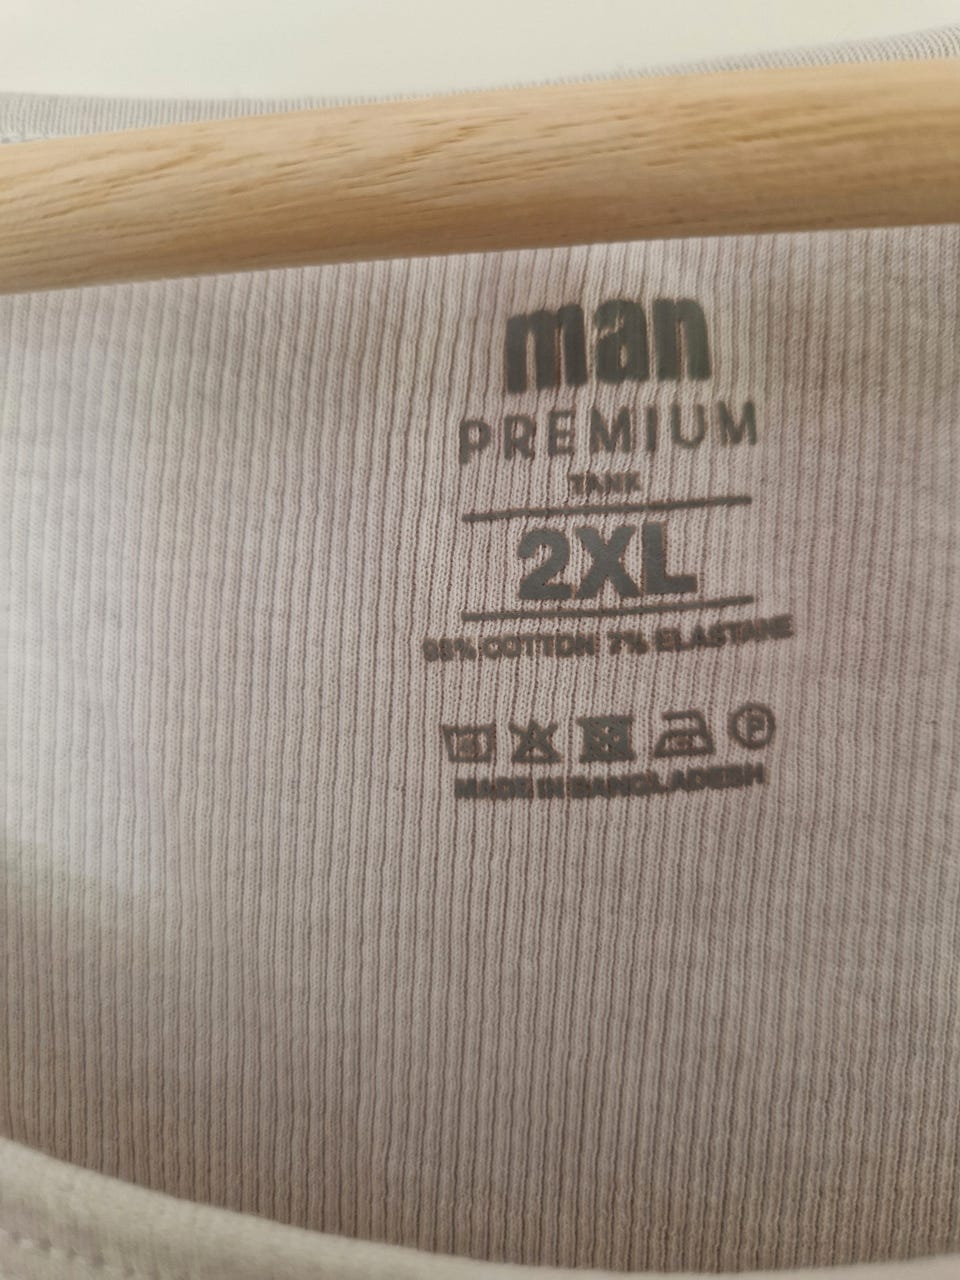 man
PREMIUM
TANK
2XL
93% COTTON 7% ELASTANE
P
MADE IN BANGLADESH